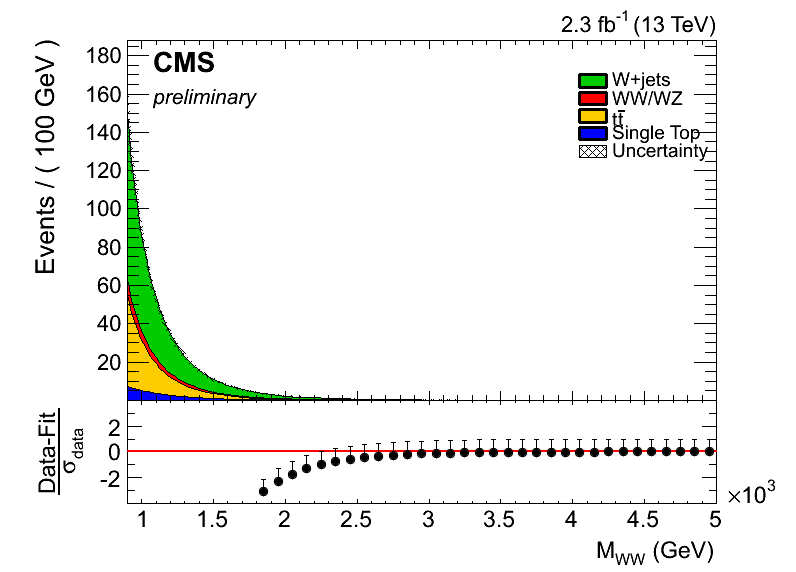 2.3 fb-1 (13 TeV)
CMS
preliminary
Events / ( 100 GeV )
180
160
140
120
100
80
60
40
20
W+jets
WW/WZ
tt̄
Single Top
Uncertainty
Data-Fit
σdata
2
0
-2
1 1.5 2 2.5 3 3.5 4 4.5 5
×10³
MWW (GeV)